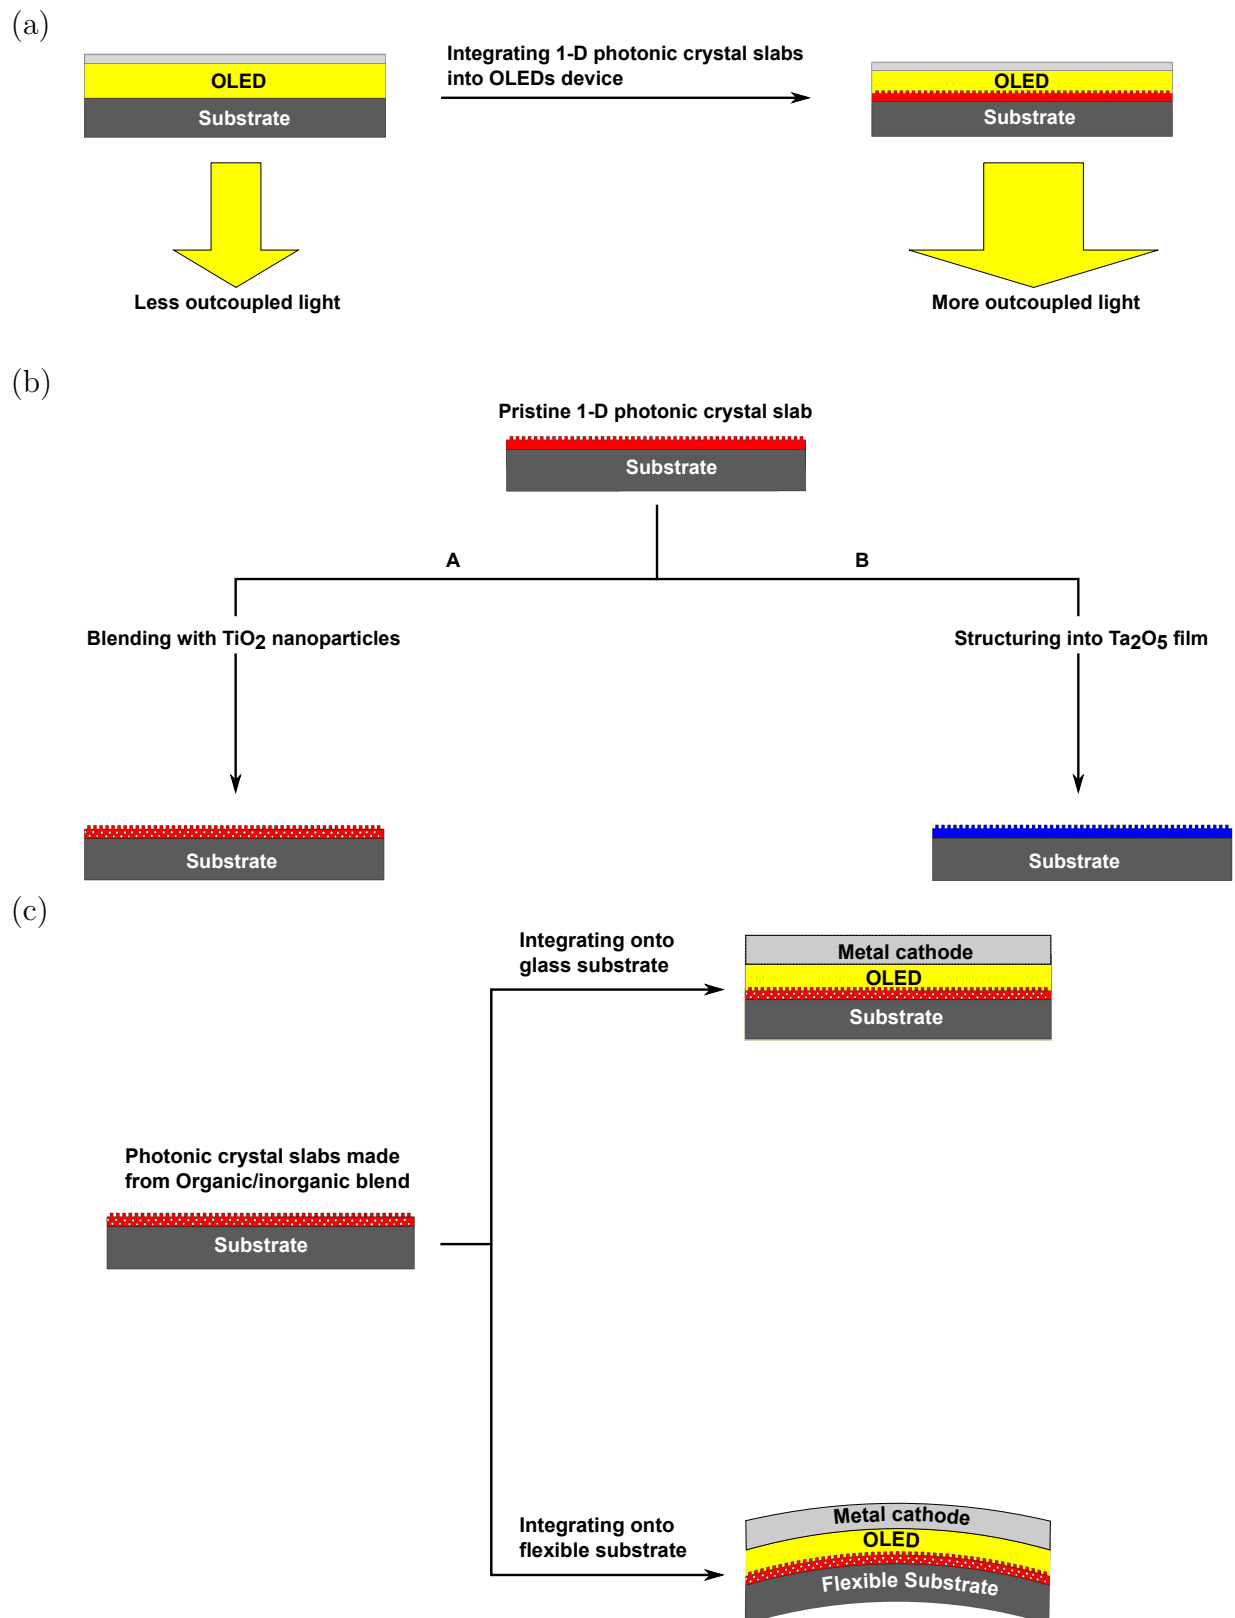 (a)
OLED
Substrate
Integrating 1-D photonic crystal slabs
into OLEDs device
OLED
Substrate
Less outcoupled light
More outcoupled light
(b)
Pristine 1-D photonic crystal slab
Substrate
A
B
Blending with TiO2 nanoparticles
Structuring into Ta2O5 film
Substrate
Substrate
(c)
Integrating onto
glass substrate
Metal cathode
OLED
Substrate
Photonic crystal slabs made
from Organic/inorganic blend
Substrate
Integrating onto
flexible substrate
Metal cathode
OLED
Flexible Substrate